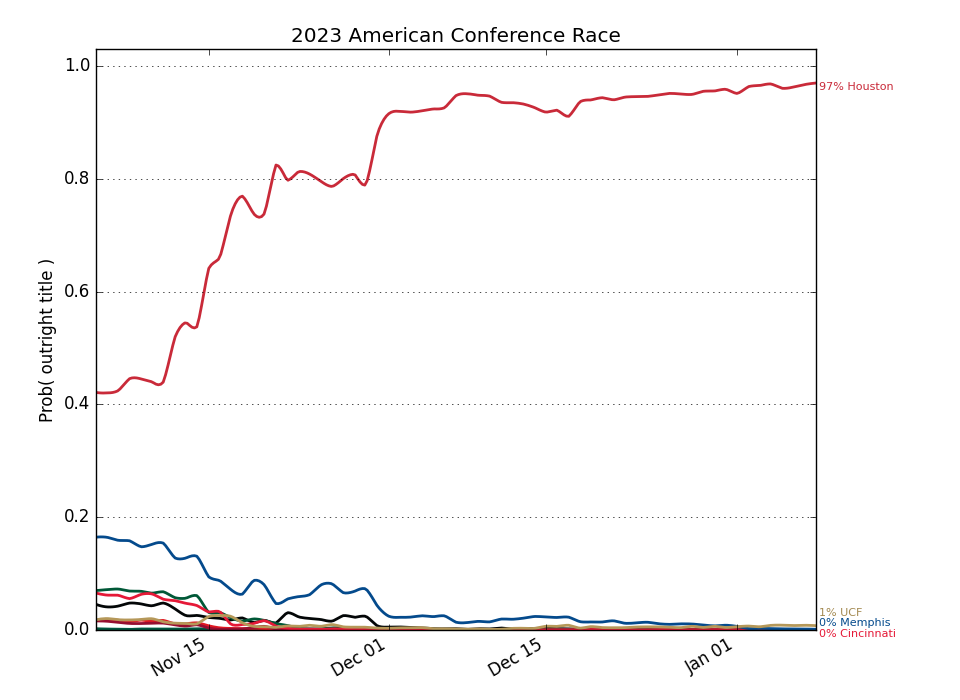 2023 American Conference Race
Prob( outright title )
1.0
0.8
0.6
0.4
0.2
0.0
Nov 15
Dec 01
Dec 15
Jan 01
97% Houston
1% UCF
0% Memphis
0% Cincinnati